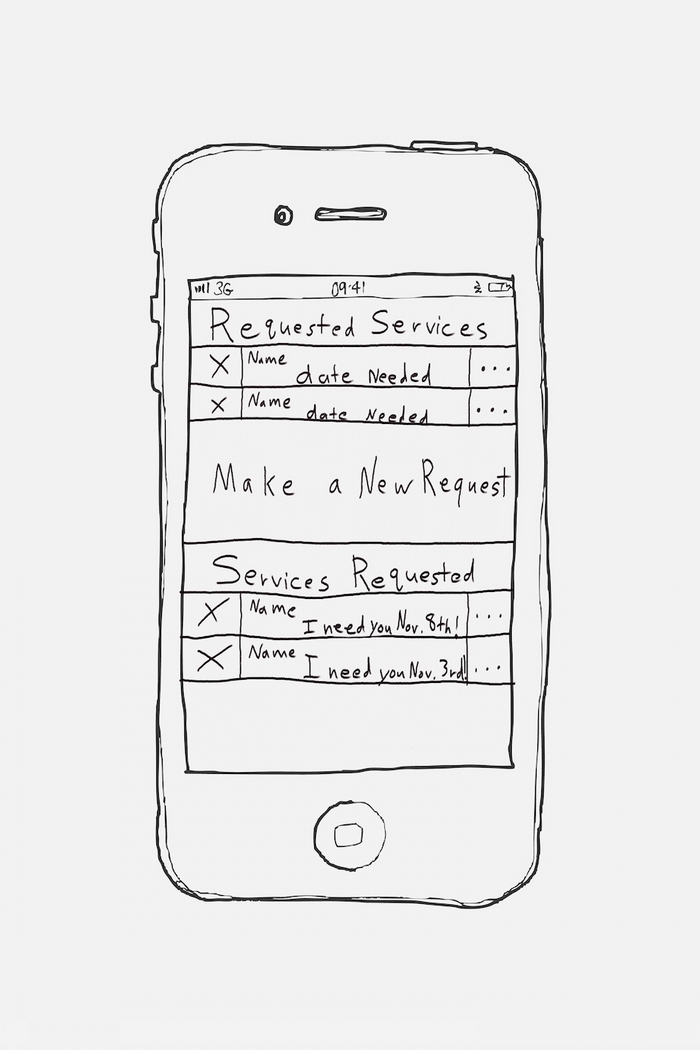 3G 09:41
Requested Services
X Name date Needed ...
X Name date Needed ...
Make a New Request
Services Requested
X Name I need you Nov. 8th! ...
X Name I need you Nov. 3rd! ...